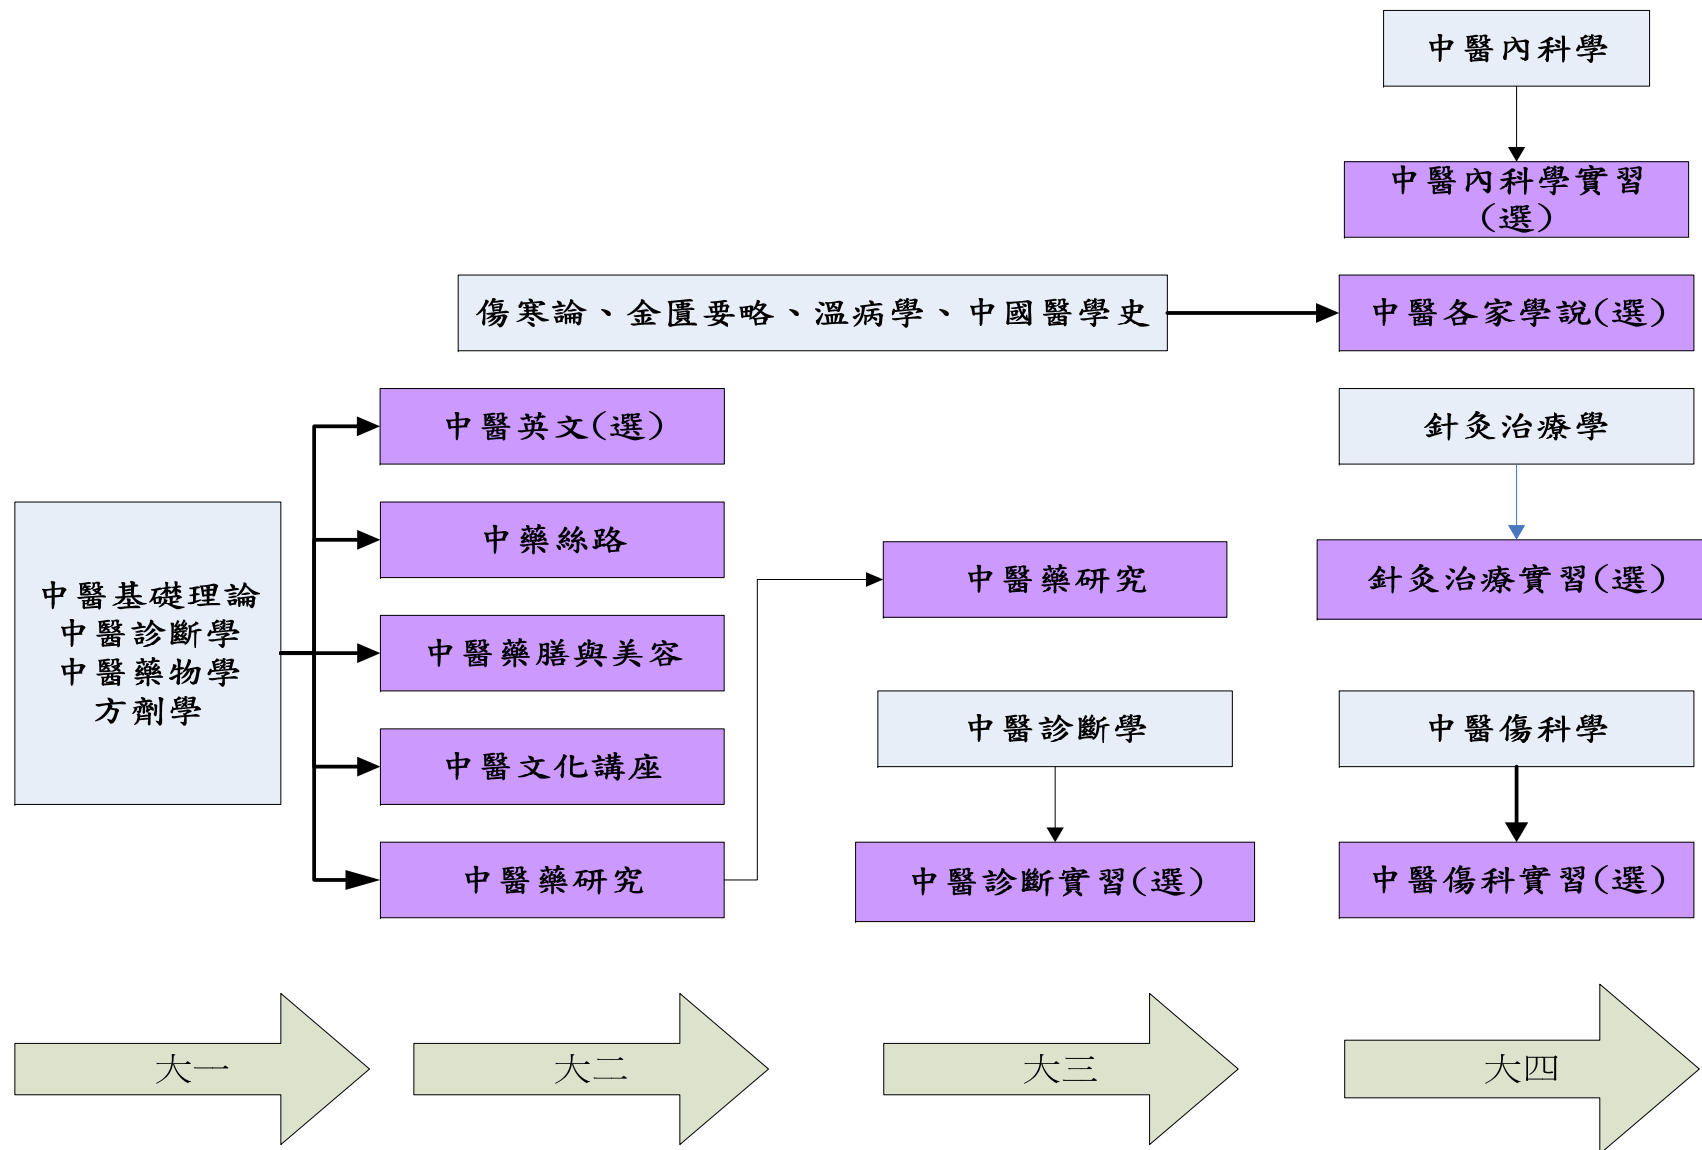 中醫內科學
中醫內科學實習
(選)
傷寒論、金匱要略、溫病學、中國醫學史
中醫各家學說(選)
中醫英文(選)
針灸治療學
中藥絲路
中醫藥研究
針灸治療實習(選)
中醫基礎理論
中醫診斷學
中醫藥物學
方劑學
中醫藥膳與美容
中醫診斷學
中醫傷科學
中醫文化講座
中醫藥研究
中醫診斷實習(選)
中醫傷科實習(選)
大一
大二
大三
大四